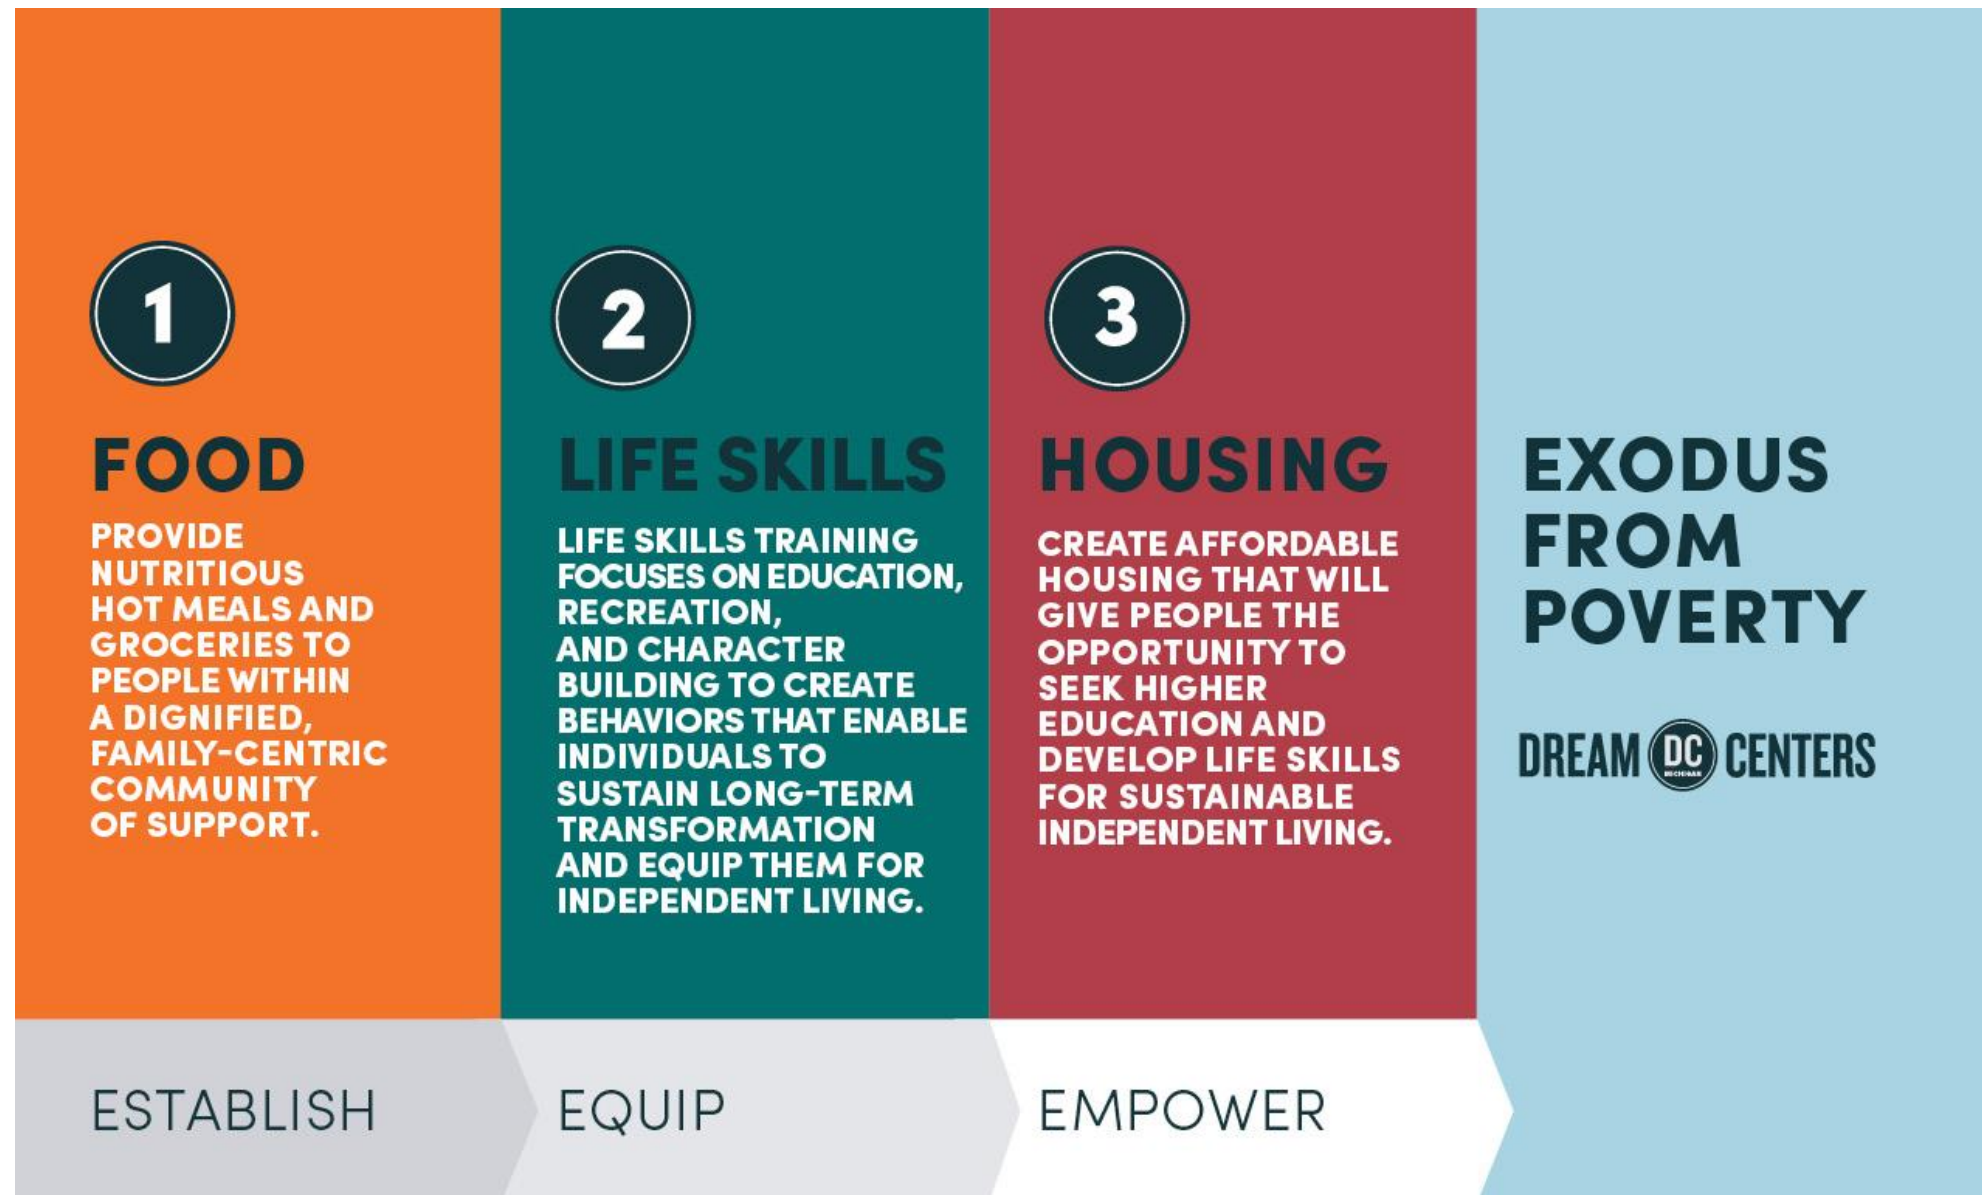 1
FOOD
PROVIDE
NUTRITIOUS
HOT MEALS AND
GROCERIES TO
PEOPLE WITHIN
A DIGNIFIED,
FAMILY-CENTRIC
COMMUNITY
OF SUPPORT.
ESTABLISH
2
LIFE SKILLS
LIFE SKILLS TRAINING
FOCUSES ON EDUCATION,
RECREATION,
AND CHARACTER
BUILDING TO CREATE
BEHAVIORS THAT ENABLE
INDIVIDUALS TO
SUSTAIN LONG-TERM
TRANSFORMATION
AND EQUIP THEM FOR
INDEPENDENT LIVING.
EQUIP
3
HOUSING
CREATE AFFORDABLE
HOUSING THAT WILL
GIVE PEOPLE THE
OPPORTUNITY TO
SEEK HIGHER
EDUCATION AND
DEVELOP LIFE SKILLS
FOR SUSTAINABLE
INDEPENDENT LIVING.
EMPOWER
EXODUS
FROM
POVERTY
DREAM DC CENTERS
MICHIGAN